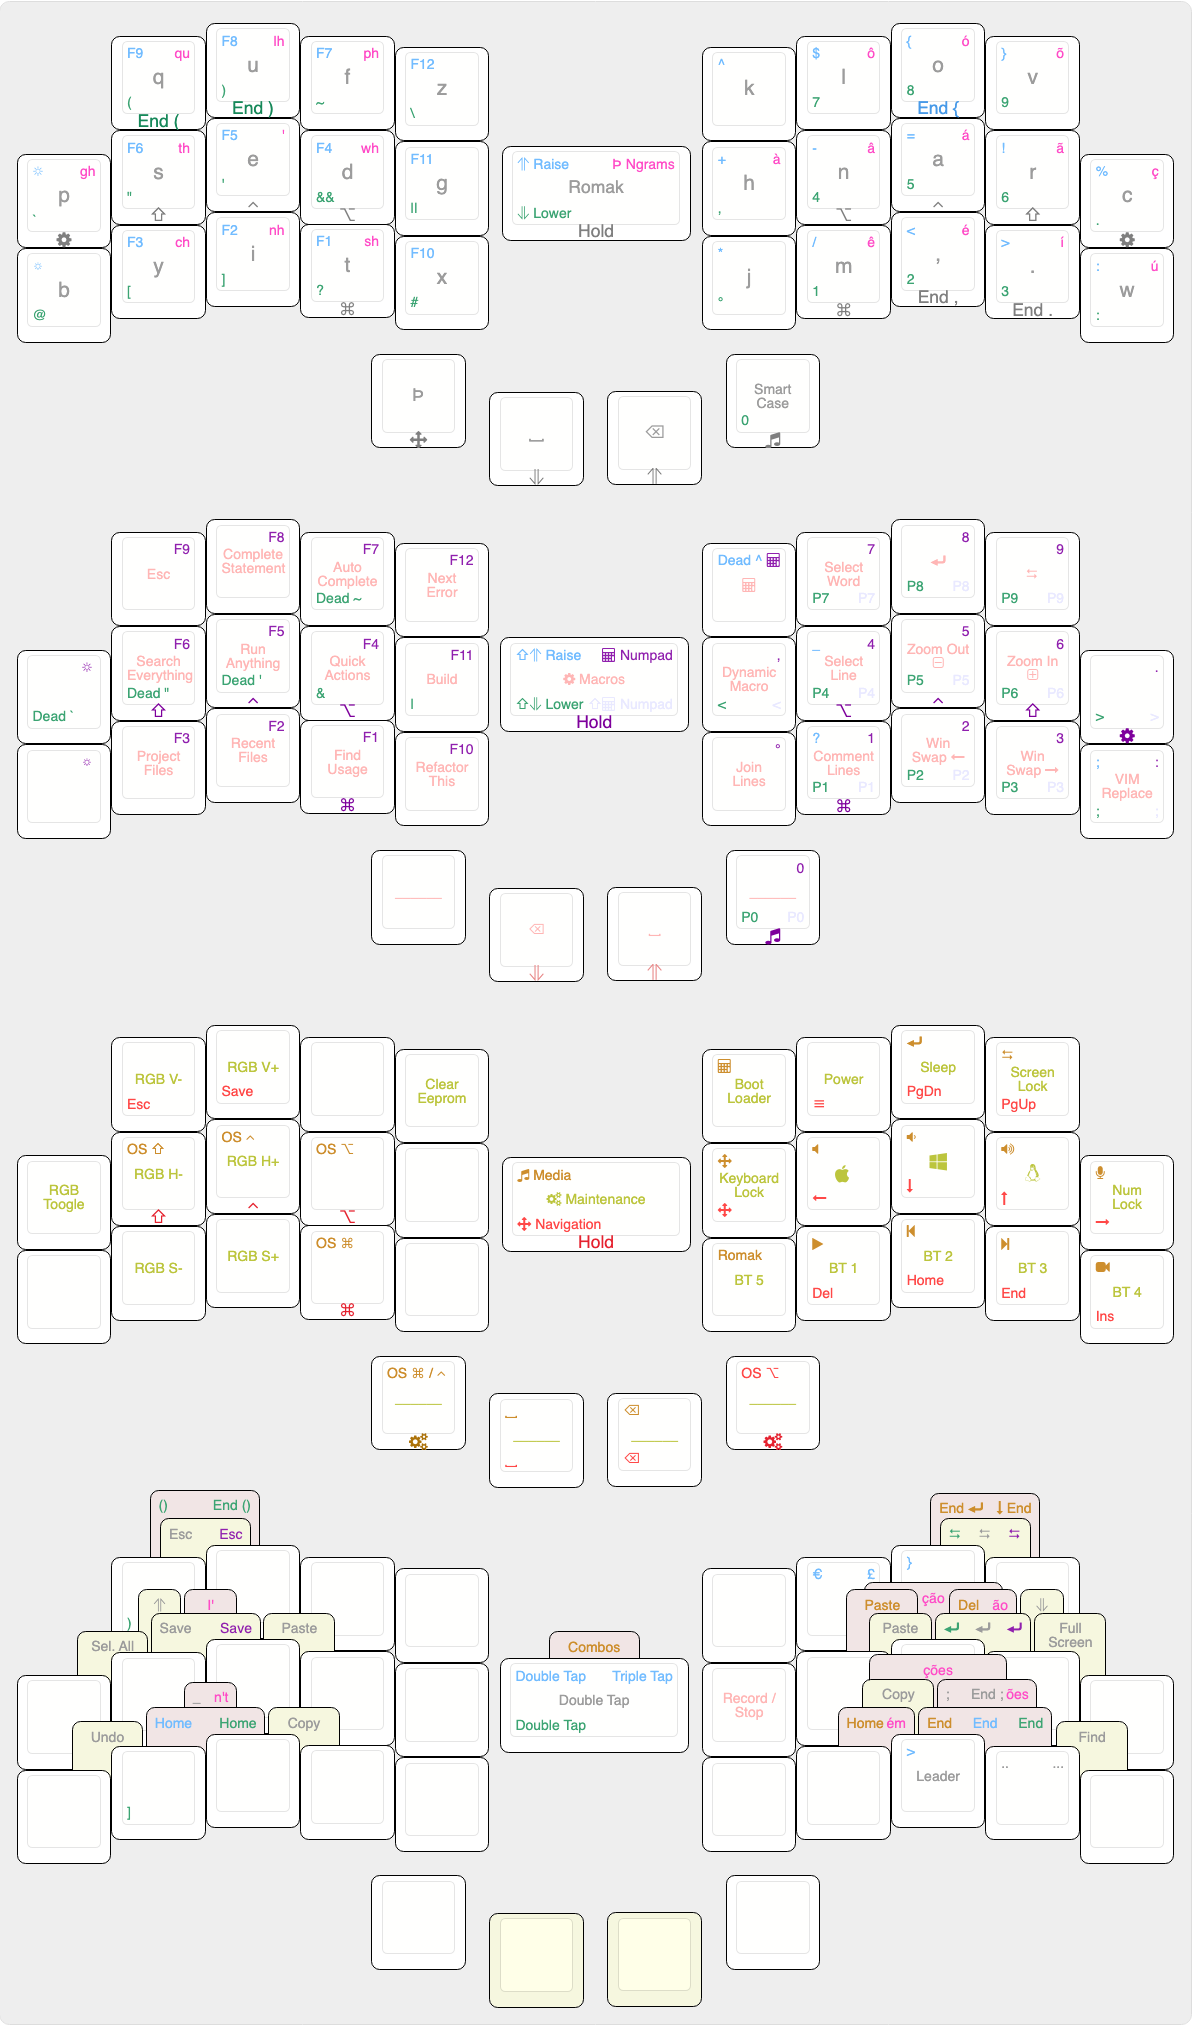 F9 qu
q
(
End (
F8 lh
u
)
End )
F7 ph
f
~
F12
z
\
^
k
$ ô
l
7
{ ó
o
8
End {
} õ
v
9
gh
p
`
F6 th
s
"
F5 '
e
'
F4 wh
d
&&
F11
g
||
Raise Þ Ngrams
Romak
Lower
Hold
+ à
h
,
- â
n
4
= á
a
5
! ã
r
6
% ç
c
.
b
@
F3 ch
y
[
F2 nh
i
]
F1 sh
t
?
F10
x
#
*
j
°
/ ê
m
1
< é
,
2
End ,
> í
.
3
End .
: ú
w
:
Þ
Smart
Case
0
F9
Esc
F8
Complete
Statement
F7
Auto
Complete
Dead ~
F12
Next
Error
Dead ^
7
Select
Word
P7 P7
8
P8 P8
9
P9 P9
Dead `
F6
Search
Everything
Dead "
F5
Run
Anything
Dead '
F4
Quick
Actions
&
F11
Build
|
Raise Numpad
Macros
Lower Numpad
Hold
,
Dynamic
Macro
< <
_ 4
Select
Line
P4 P4
5
Zoom Out
P5 P5
6
Zoom In
P6 P6
.
> >
F3
Project
Files
F2
Recent
Files
F1
Find
Usage
F10
Refactor
This
°
Join
Lines
? 1
Comment
Lines
P1 P1
2
Win
Swap ←
P2 P2
3
Win
Swap →
P3 P3
; :
VIM
Replace
; ;
0
P0 P0
RGB V-
Esc
RGB V+
Save
Clear
Eeprom
Boot
Loader
Power
≡
Sleep
PgDn
Screen
Lock
PgUp
RGB
Toogle
OS ⇧
RGB H-
OS ^
RGB H+
OS ⌥
Media
Maintenance
Navigation
Hold
Keyboard
Lock
←
↓
↑
Num
Lock
→
RGB S-
RGB S+
OS ⌘
Romak
BT 5
BT 1
Del
BT 2
Home
BT 3
End
BT 4
Ins
OS ⌘ / ^
OS ⌥
() End ()
Esc Esc
)
l'
Save Save
Paste
Sel. All
_ n't
Home Home
Copy
Undo
]
Combos
Double Tap Triple Tap
Double Tap
Double Tap
End ↵ ↓ End
€ £
}
ção
Paste
Del ão
Paste
Full
Screen
ções
Copy
; End ; ões
Home ém
End End End
Find
Record /
Stop
>
Leader
.. ...